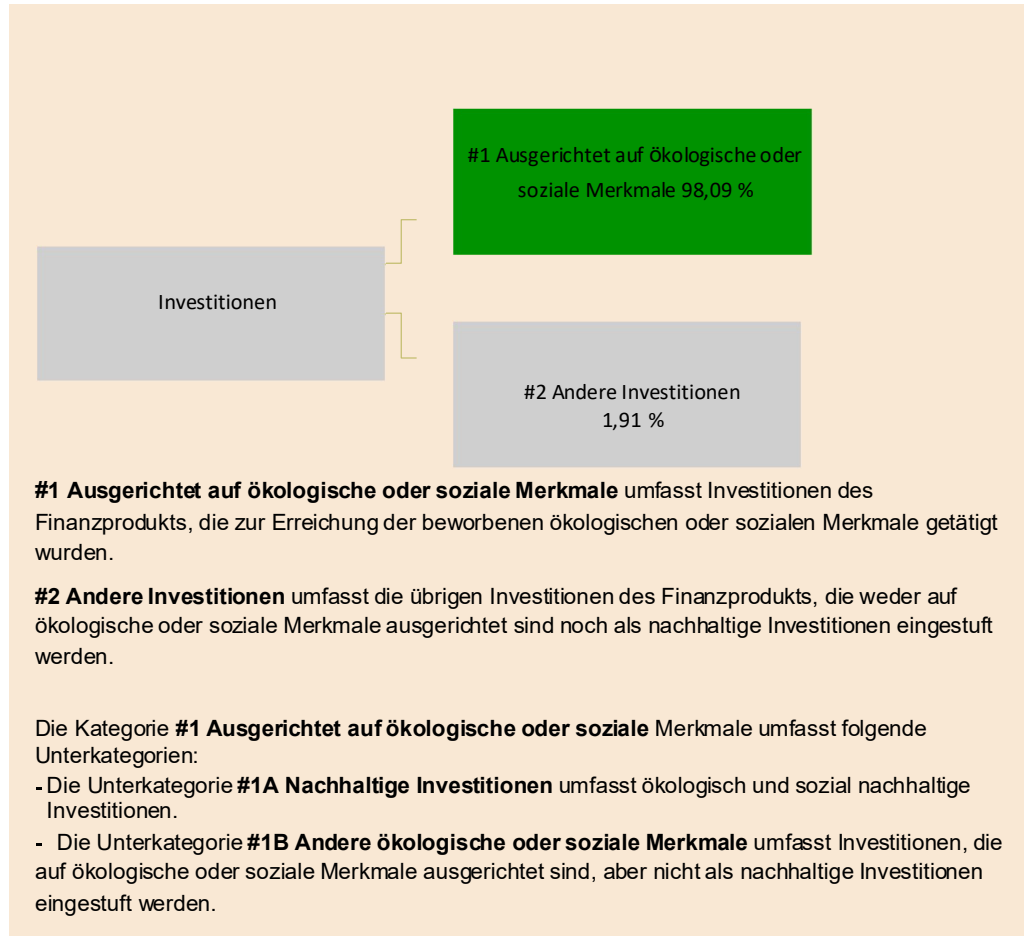 #1 Ausgerichtet auf ökologische oder
soziale Merkmale 98,09 %
Investitionen
#2 Andere Investitionen
1,91 %
#1 Ausgerichtet auf ökologische oder soziale Merkmale umfasst Investitionen des
Finanzprodukts, die zur Erreichung der beworbenen ökologischen oder sozialen Merkmale getätigt
wurden.
#2 Andere Investitionen umfasst die übrigen Investitionen des Finanzprodukts, die weder auf
ökologische oder soziale Merkmale ausgerichtet sind noch als nachhaltige Investitionen eingestuft
werden.
Die Kategorie #1 Ausgerichtet auf ökologische oder soziale Merkmale umfasst folgende
Unterkategorien:
- Die Unterkategorie #1A Nachhaltige Investitionen umfasst ökologisch und sozial nachhaltige
Investitionen.
- Die Unterkategorie #1B Andere ökologische oder soziale Merkmale umfasst Investitionen, die
auf ökologische oder soziale Merkmale ausgerichtet sind, aber nicht als nachhaltige Investitionen
eingestuft werden.